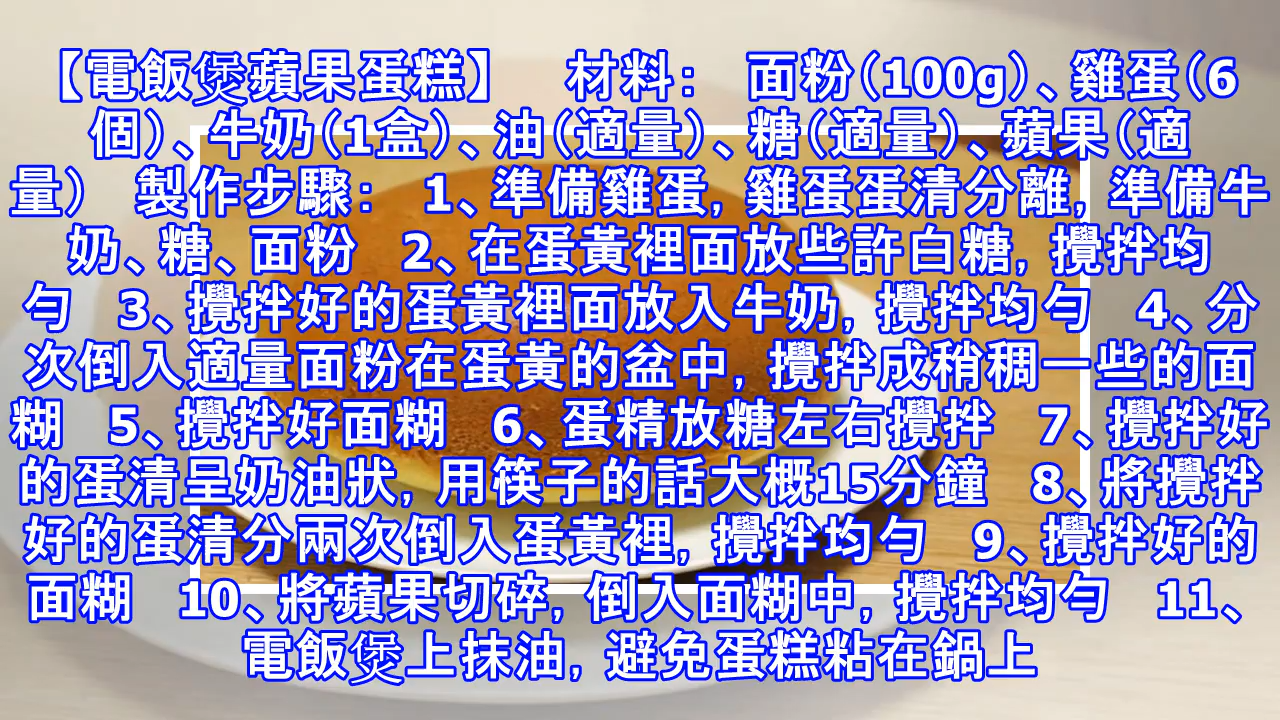 【電飯煲蘋果蛋糕】 材料： 面粉（100g）、雞蛋（6
個）、牛奶（1盒）、油（適量）、糖（適量）、蘋果（適
量） 製作步驟： 1、準備雞蛋，雞蛋蛋清分離，準備牛
奶、糖、面粉 2、在蛋黃裡面放些許白糖，攪拌均
勻 3、攪拌好的蛋黃裡面放入牛奶，攪拌均勻 4、分
次倒入適量面粉在蛋黃的盆中，攪拌成稍稠一些的面
糊 5、攪拌好面糊 6、蛋精放糖左右攪拌 7、攪拌好
的蛋清呈奶油狀，用筷子的話大概15分鐘 8、將攪拌
好的蛋清分兩次倒入蛋黃裡，攪拌均勻 9、攪拌好的
面糊 10、將蘋果切碎，倒入面糊中，攪拌均勻 11、
電飯煲上抹油，避免蛋糕粘在鍋上